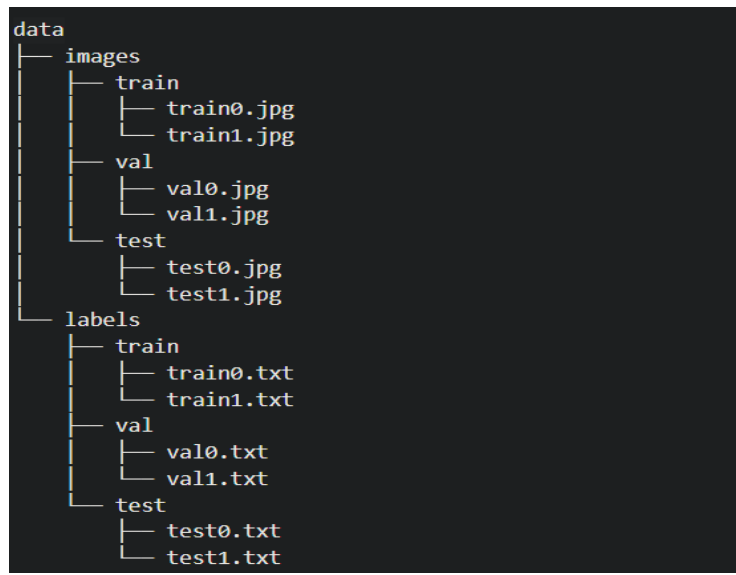 data
├── images
│   ├── train
│   │   ├── train0.jpg
│   │   └── train1.jpg
│   ├── val
│   │   ├── val0.jpg
│   │   └── val1.jpg
│   └── test
│       ├── test0.jpg
│       └── test1.jpg
└── labels
    ├── train
    │   ├── train0.txt
    │   └── train1.txt
    ├── val
    │   ├── val0.txt
    │   └── val1.txt
    └── test
        ├── test0.txt
        └── test1.txt